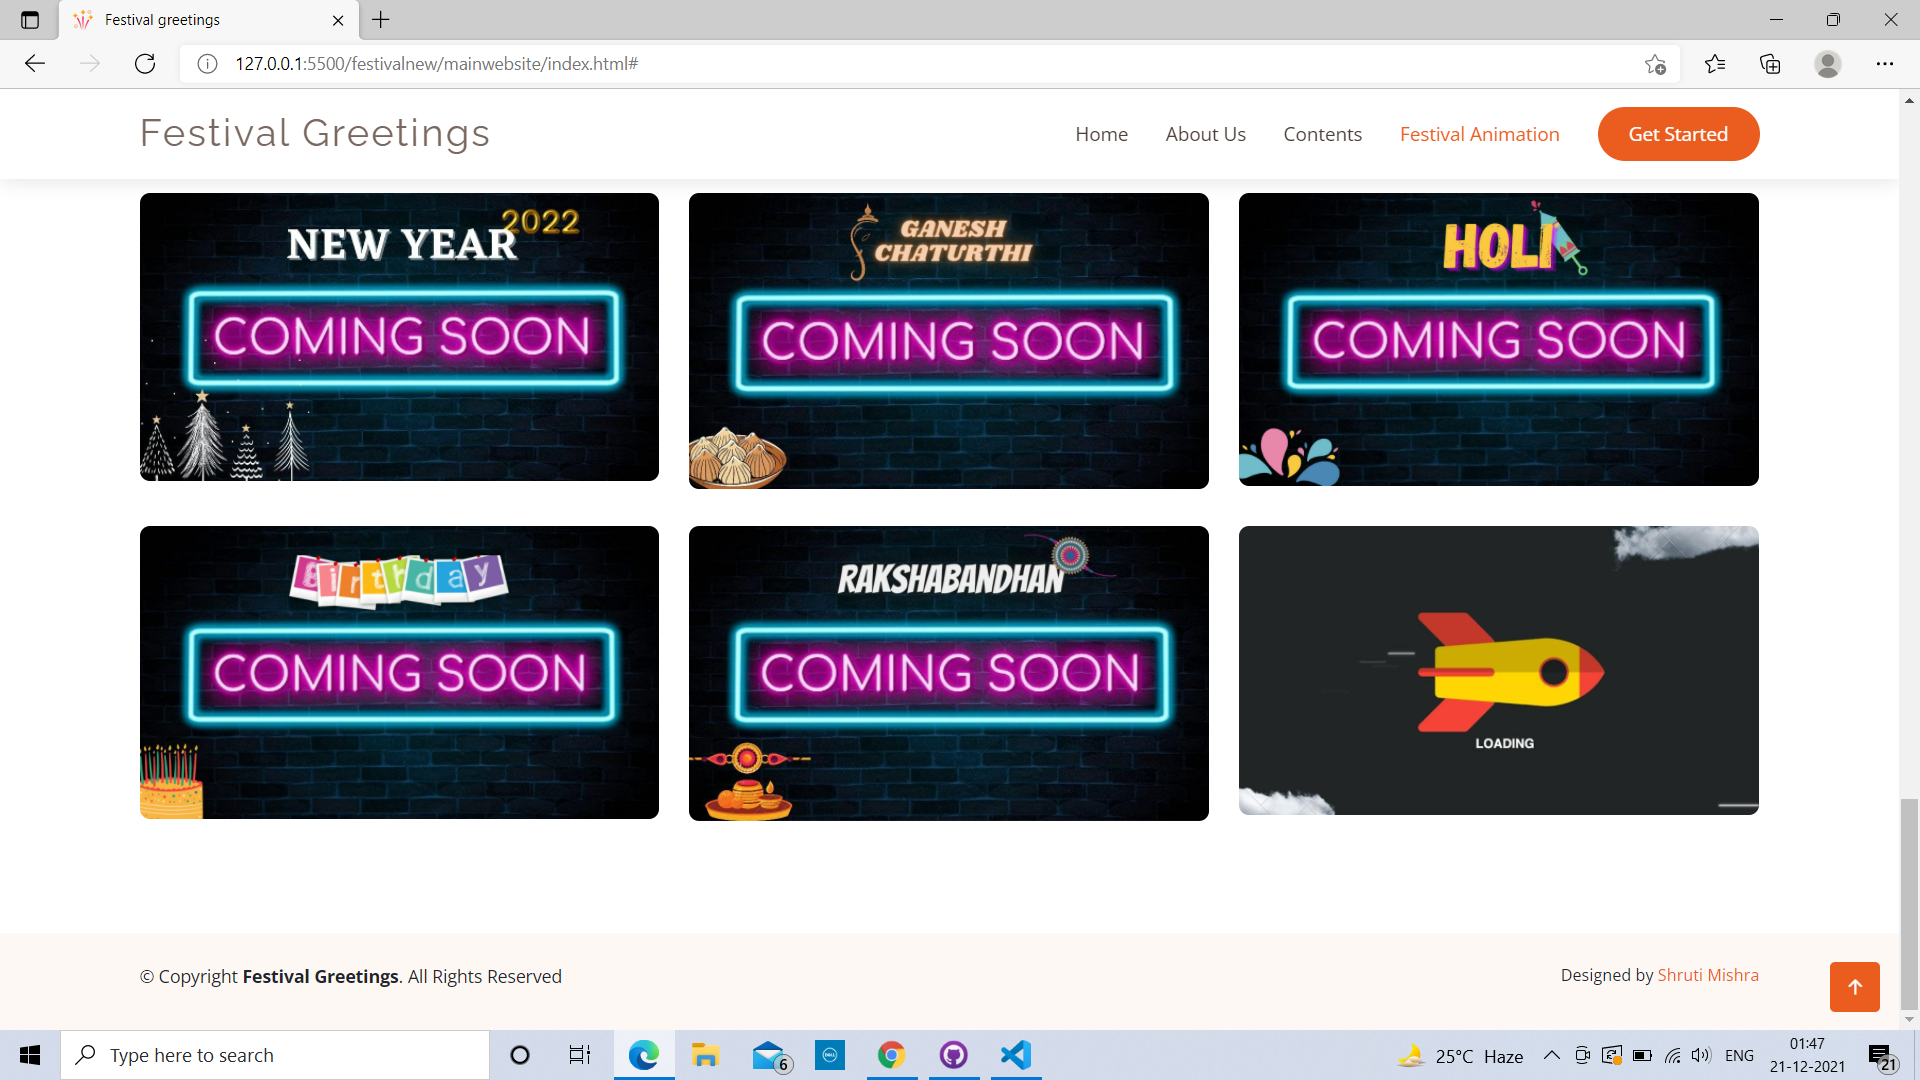 Festival greetings
127.0.0.1:5500/festivalnew/mainwebsite/index.html#
Festival Greetings
Home About Us Contents Festival Animation Get Started
2022
NEW YEAR
COMING SOON
GANESH
CHATURTHI
COMING SOON
HOLI
COMING SOON
Birthday
COMING SOON
RAKSHABANDHAN
COMING SOON
LOADING
© Copyright Festival Greetings. All Rights Reserved
Designed by Shruti Mishra
Type here to search
6
DELL
25°C Haze
ENG
01:47
21-12-2021
21